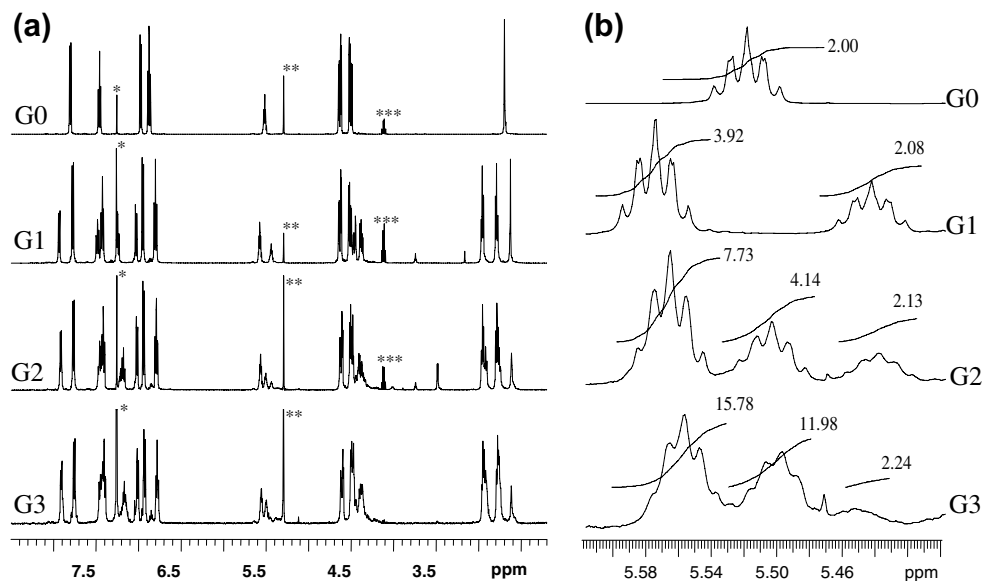 (a)
G0
*
**
***
G1
*
**
***
G2
*
**
***
G3
*
**
7.5 6.5 5.5 4.5 3.5 ppm
(b)
2.00
G0
3.92
2.08
G1
7.73
4.14
2.13
G2
15.78
11.98
2.24
G3
5.58 5.54 5.50 5.46 ppm